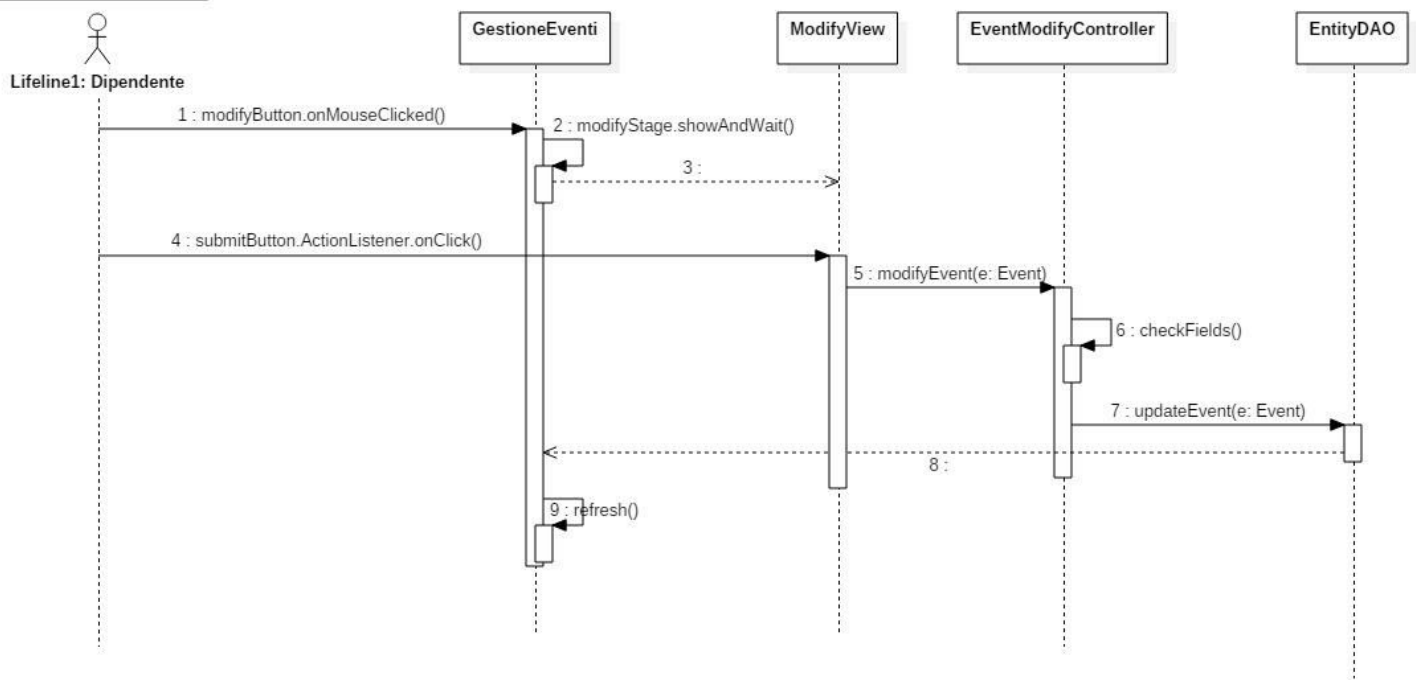 GestioneEventi
ModifyView
EventModifyController
EntityDAO
Lifeline1: Dipendente
1 : modifyButton.onMouseClicked()
2 : modifyStage.showAndWait()
3 :
4 : submitButton.ActionListener.onClick()
5 : modifyEvent(e: Event)
6 : checkFields()
7 : updateEvent(e: Event)
8 :
9 : refresh()